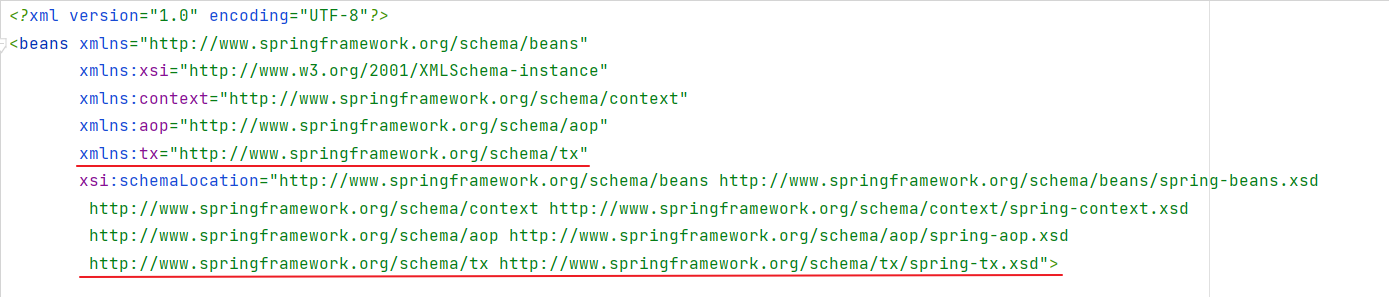 <?xml version="1.0" encoding="UTF-8"?>
<beans xmlns="http://www.springframework.org/schema/beans"
xmlns:xsi="http://www.w3.org/2001/XMLSchema-instance"
xmlns:context="http://www.springframework.org/schema/context"
xmlns:aop="http://www.springframework.org/schema/aop"
xmlns:tx="http://www.springframework.org/schema/tx"
xsi:schemaLocation="http://www.springframework.org/schema/beans http://www.springframework.org/schema/beans/spring-beans.xsd
http://www.springframework.org/schema/context http://www.springframework.org/schema/context/spring-context.xsd
http://www.springframework.org/schema/aop http://www.springframework.org/schema/aop/spring-aop.xsd
http://www.springframework.org/schema/tx http://www.springframework.org/schema/tx/spring-tx.xsd">